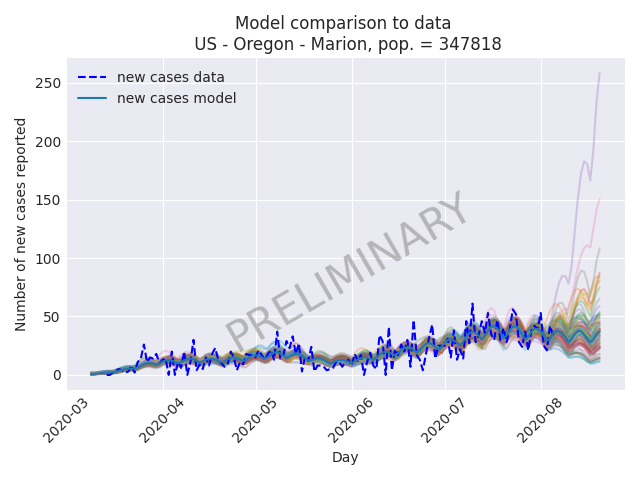 Model comparison to data
US - Oregon - Marion, pop. = 347818
new cases data
new cases model
Number of new cases reported
250
200
150
100
50
0
PRELIMINARY
2020-03
2020-04
2020-05
2020-06
2020-07
2020-08
Day